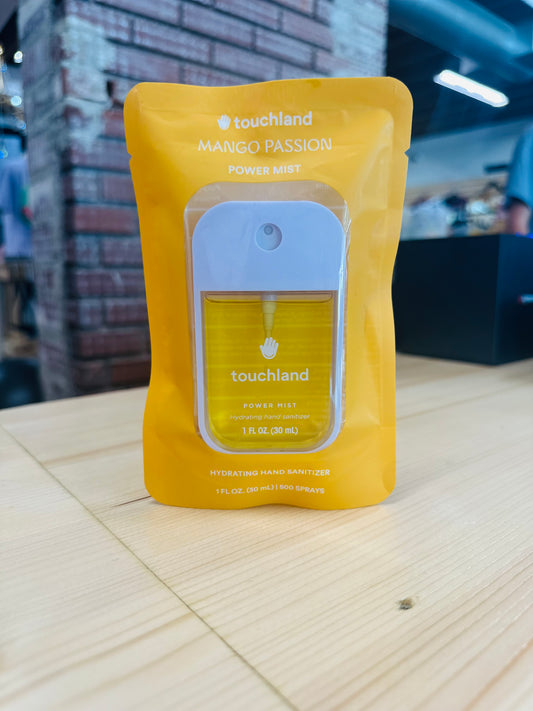 touchland
MANGO PASSION
POWER MIST
touchland
POWER MIST
Hydrating hand sanitizer
1 FL OZ. (30 mL)
HYDRATING HAND SANITIZER
1 FL OZ. (30 mL) | 500 SPRAYS